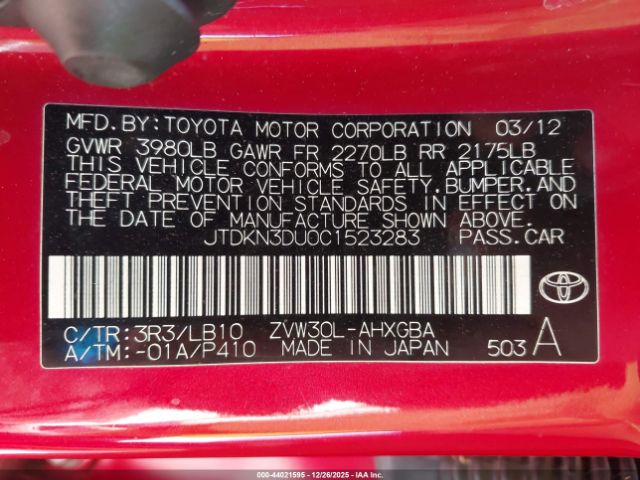 MFD.BY:TOYOTA MOTOR CORPORATION 03/12
GVWR 3980LB GAWR FR 2270LB RR 2175LB
THIS VEHICLE CONFORMS TO ALL APPLICABLE
FEDERAL MOTOR VEHICLE SAFETY.BUMPER.AND
THEFT PREVENTION STANDARDS IN EFFECT ON
THE DATE OF MANUFACTURE SHOWN ABOVE.
JTDKN3DU0C1523283 PASS.CAR
C/TR:3R3/LB10 ZVW30L-AHXGBA
A/TM:-01A/P410 MADE IN JAPAN 503 A
TOYOTA
000-44021595 12/26/2025 IAA Inc.